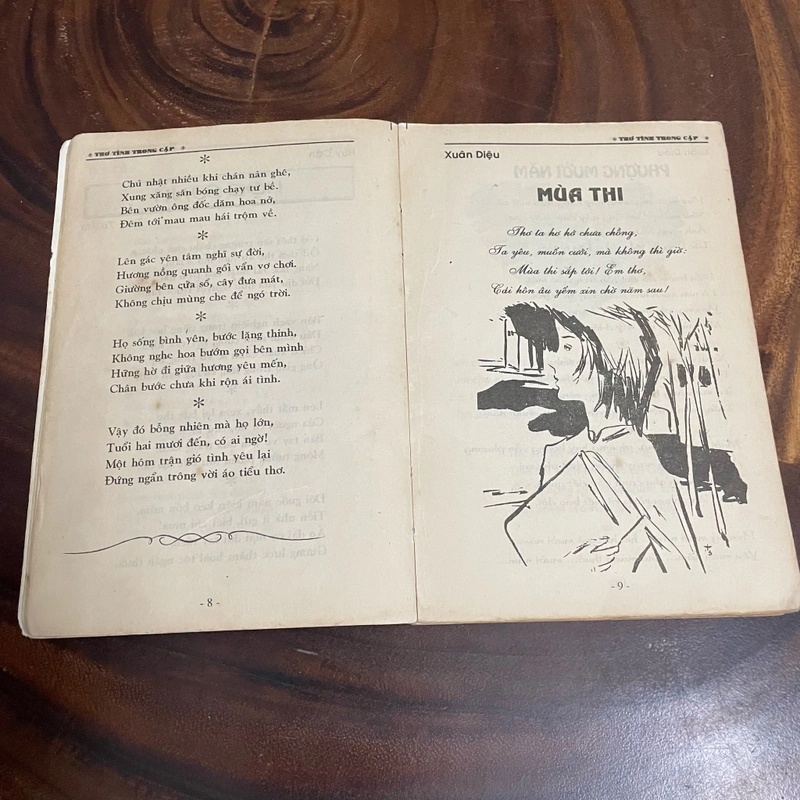 * THƠ TÌNH TRONG CẶP *
*
Chủ nhật nhiều khi chán nản ghê,
Xung xăng săn bóng chạy tư bề.
Bên vườn ông đốc dăm hoa nở,
Đêm tới mau mau hái trộm về.
*
Lên gác yên tâm nghĩ sự đời,
Hương nồng quanh gối vấn vơ chơi.
Giường bên cửa sổ, cây đưa mát,
Không chịu mùng che để ngó trời.
*
Họ sống bình yên, bước lặng thinh,
Không nghe hoa bướm gọi bên mình
Hững hờ đi giữa hương yêu mến,
Chân bước chưa khi rộn ái tình.
*
Vậy đó bỗng nhiên mà họ lớn,
Tuổi hai mươi đến, có ai ngờ!
Một hôm trận gió tình yêu lại
Đứng ngẩn trông vời áo tiểu thơ.
- 8 -
* THƠ TÌNH TRONG CẶP *
Xuân Diệu
MÙA THI
Thơ ta hơ hớ chưa chồng,
Ta yêu, muốn cưới, mà không thì giờ.
Mùa thi sắp tới! Em thơ,
Cái hôn âu yếm xin chờ năm sau!
- 9 -